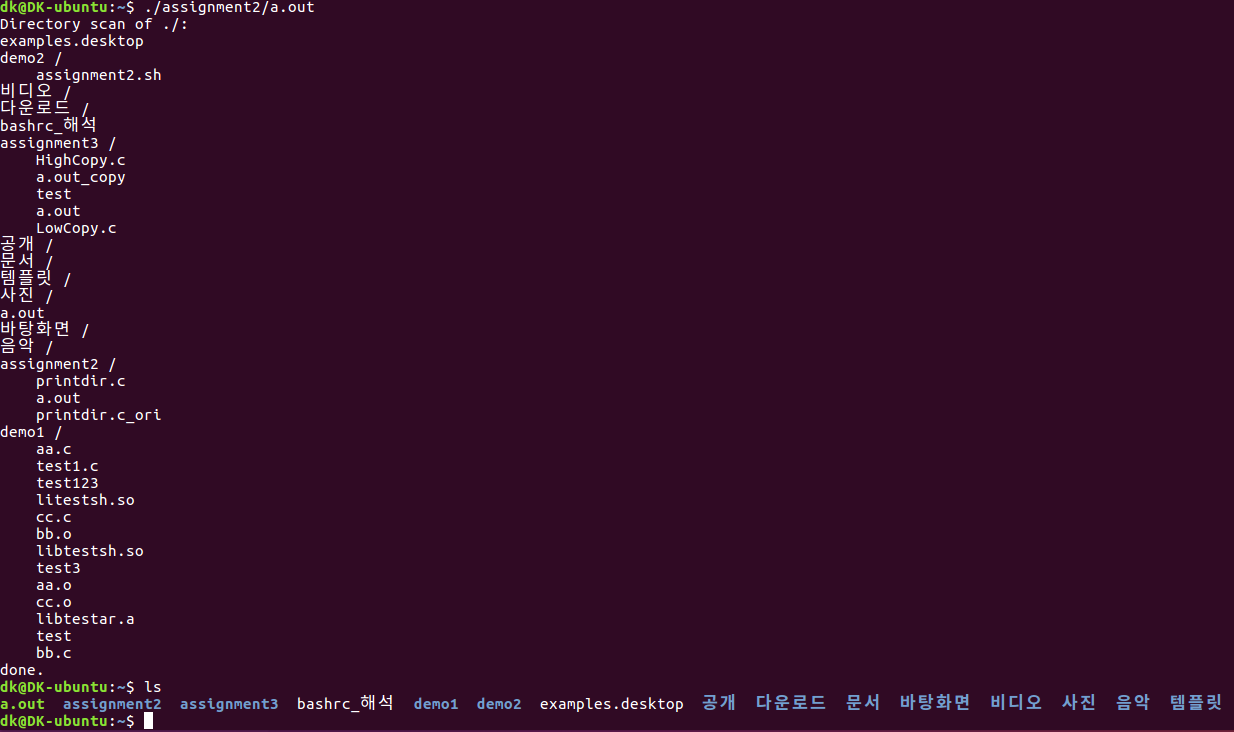 dk@DK-ubuntu:~$ ./assignment2/a.out
Directory scan of ./:
examples.desktop
demo2 /
    assignment2.sh
비디오 /
다운로드 /
bashrc_해석
assignment3 /
    HighCopy.c
    a.out_copy
    test
    a.out
    LowCopy.c
공개 /
문서 /
템플릿 /
사진 /
a.out
바탕화면 /
음악 /
assignment2 /
    printdir.c
    a.out
    printdir.c_ori
demo1 /
    aa.c
    test1.c
    test123
    litestsh.so
    cc.c
    bb.o
    libtestsh.so
    test3
    aa.o
    cc.o
    libtestar.a
    test
    bb.c
done.
dk@DK-ubuntu:~$ ls
a.out  assignment2  assignment3  bashrc_해석  demo1  demo2  examples.desktop  공개  다운로드  문서  바탕화면  비디오  사진  음악  템플릿
dk@DK-ubuntu:~$